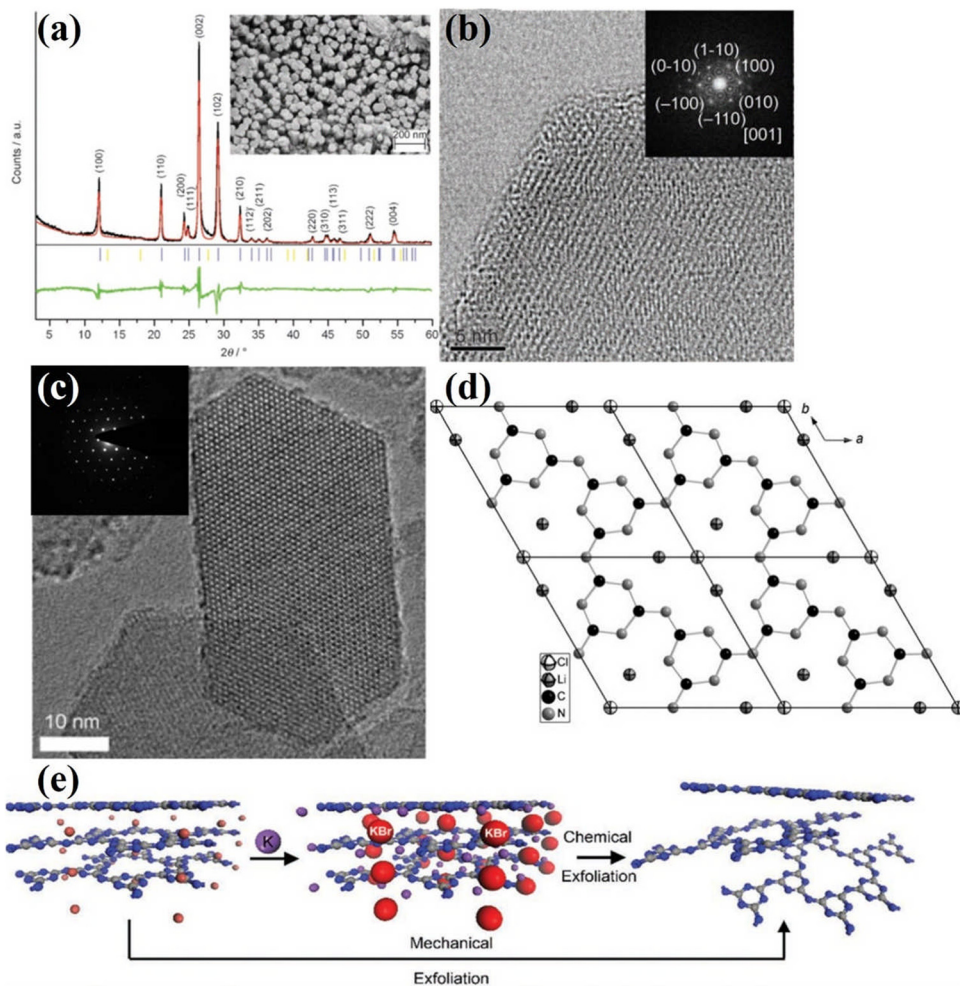 (a)
Counts / a.u.
(100)
(110)
(200)
(111)
(002)
(102)
(210)
(112)
(211)
(202)
(220)
(310)
(113)
(311)
(222)
(004)
200 nm
5 10 15 20 25 30 35 40 45 50 55 60
2θ / °
(b)
(1-10)
(0-10) (100)
(−100) (010)
(−110)
[001]
5 nm
(c)
10 nm
(d)
b
a
Cl
Li
C
N
(e)
K
KBr KBr
Chemical
Exfoliation
Mechanical
Exfoliation